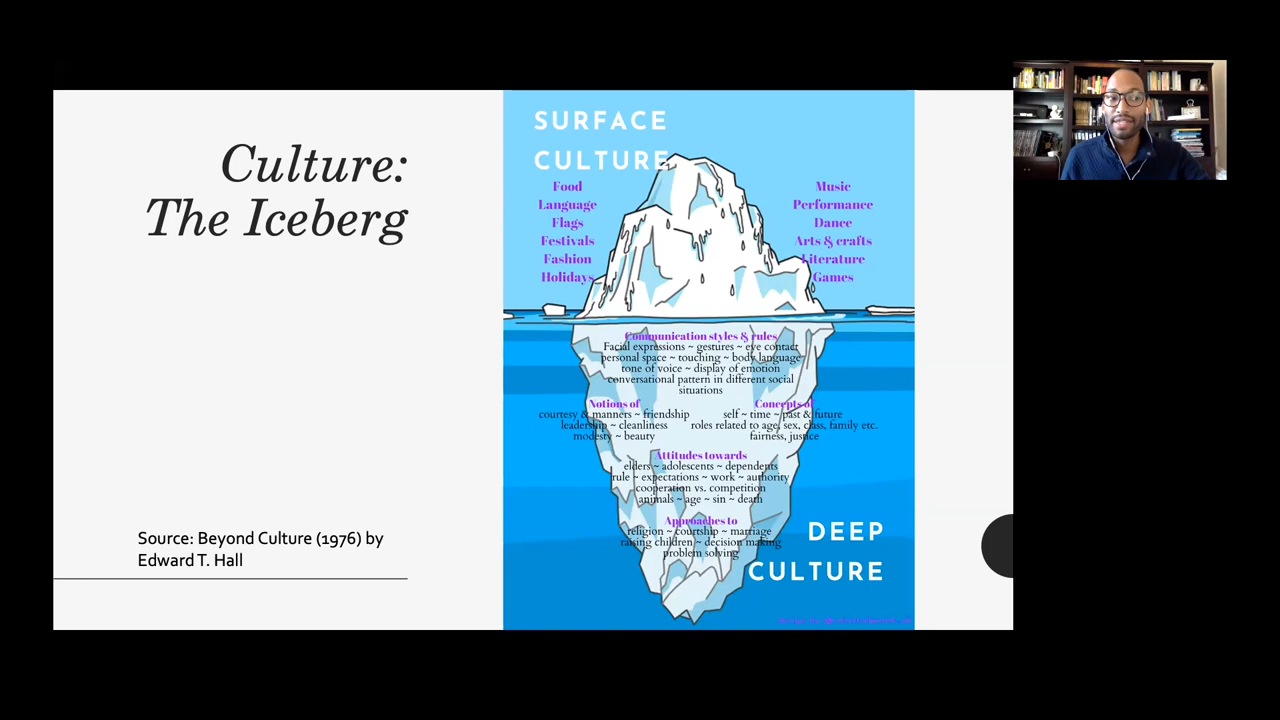 Culture:
The Iceberg
Source: Beyond Culture (1976) by
Edward T. Hall
SURFACE
CULTURE
Food
Language
Flags
Festivals
Fashion
Holidays
Music
Performance
Dance
Arts & crafts
Literature
Games
Communication styles & rules
Facial expressions ~ gestures ~ eye contact
personal space ~ touching ~ body language
tone of voice ~ display of emotion
conversational pattern in different social
situations
Notions of
courtesy & manners ~ friendship
leadership ~ cleanliness
modesty ~ beauty
Concepts of
self ~ time ~ past & future
roles related to age, sex, class, family etc.
fairness, justice
Attitudes towards
elders ~ adolescents ~ dependents
rule ~ expectations ~ work ~ authority
cooperation vs. competition
animals ~ age ~ sin ~ death
Approaches to
religion ~ courtship ~ marriage
raising children ~ decision making
problem solving
DEEP
CULTURE